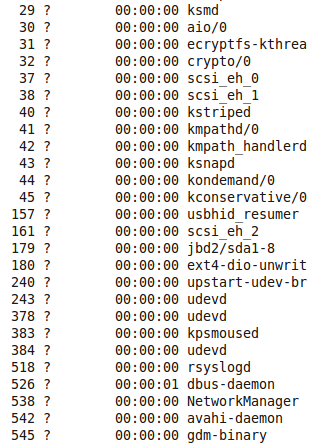 29 ? 00:00:00 ksmd
30 ? 00:00:00 aio/0
31 ? 00:00:00 ecryptfs-kthrea
32 ? 00:00:00 crypto/0
37 ? 00:00:00 scsi_eh_0
38 ? 00:00:00 scsi_eh_1
40 ? 00:00:00 kstriped
41 ? 00:00:00 kmpathd/0
42 ? 00:00:00 kmpath_handlerd
43 ? 00:00:00 ksnapd
44 ? 00:00:00 kondemand/0
45 ? 00:00:00 kconservative/0
157 ? 00:00:00 usbhid_resumer
161 ? 00:00:00 scsi_eh_2
179 ? 00:00:00 jbd2/sda1-8
180 ? 00:00:00 ext4-dio-unwrit
240 ? 00:00:00 upstart-udev-br
243 ? 00:00:00 udevd
378 ? 00:00:00 udevd
383 ? 00:00:00 kpsmoused
384 ? 00:00:00 udevd
518 ? 00:00:00 rsyslogd
526 ? 00:00:01 dbus-daemon
538 ? 00:00:00 NetworkManager
542 ? 00:00:00 avahi-daemon
545 ? 00:00:00 gdm-binary